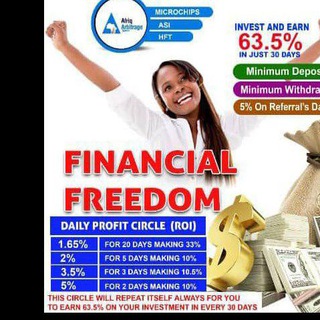 Afriq
Arbitrage
MICROCHIPS
ASI
HFT
INVEST AND EARN
63.5%
IN JUST 30 DAYS
Minimum Depos
Minimum Withdra
5% On Referral's Da
FINANCIAL
FREEDOM
DAILY PROFIT CIRCLE (ROI)
1.65% FOR 20 DAYS MAKING 33%
2% FOR 5 DAYS MAKING 10%
3.5% FOR 3 DAYS MAKING 10.5%
5% FOR 2 DAYS MAKING 10%
THIS CIRCLE WILL REPEAT ITSELF ALWAYS FOR YOU
TO EARN 63.5% ON YOUR INVESTMENT IN EVERY 30 DAYS